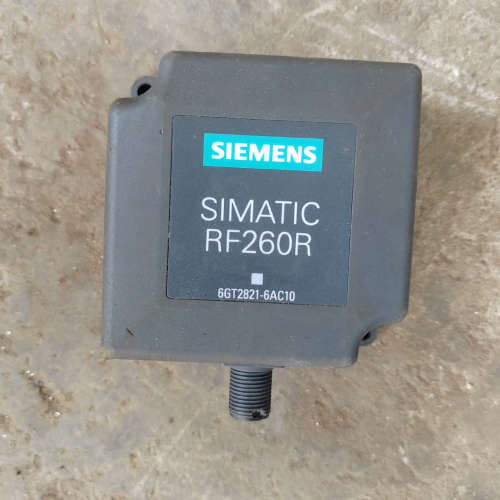 SIEMENS
SIMATIC
RF260R
6GT2821-6AC10